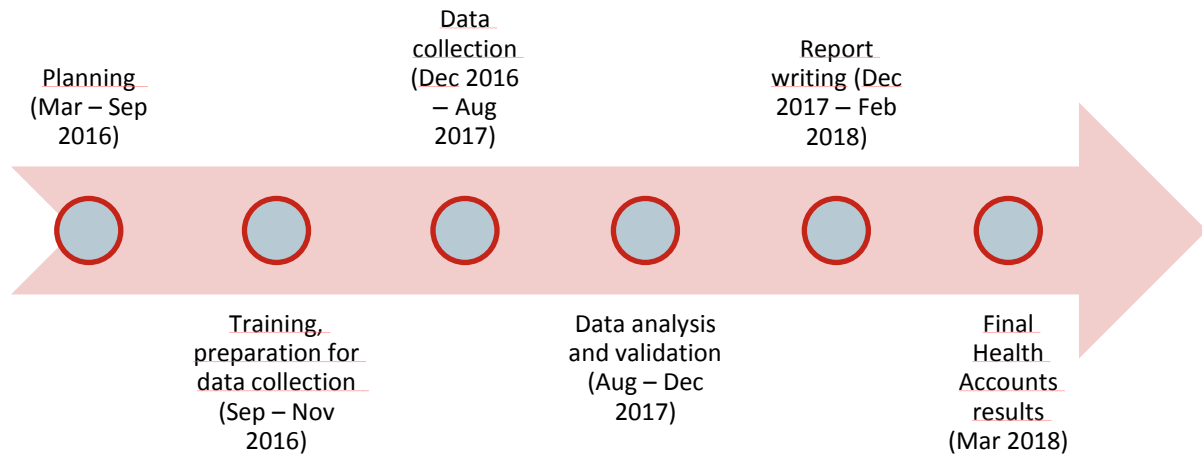 Planning
(Mar – Sep
2016)
Training,
preparation for
data collection
(Sep – Nov
2016)
Data
collection
(Dec 2016
– Aug
2017)
Data analysis
and validation
(Aug – Dec
2017)
Report
writing (Dec
2017 – Feb
2018)
Final
Health
Accounts
results
(Mar 2018)